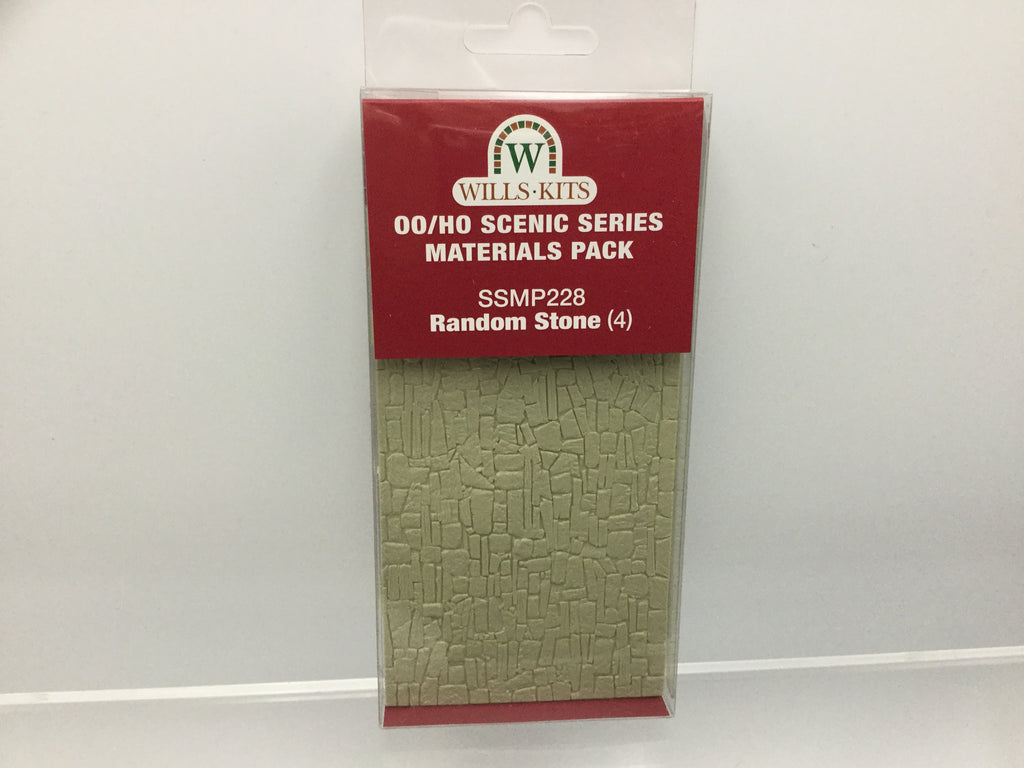 W
WILLS·KITS
OO/HO SCENIC SERIES
MATERIALS PACK
SSMP228
Random Stone (4)